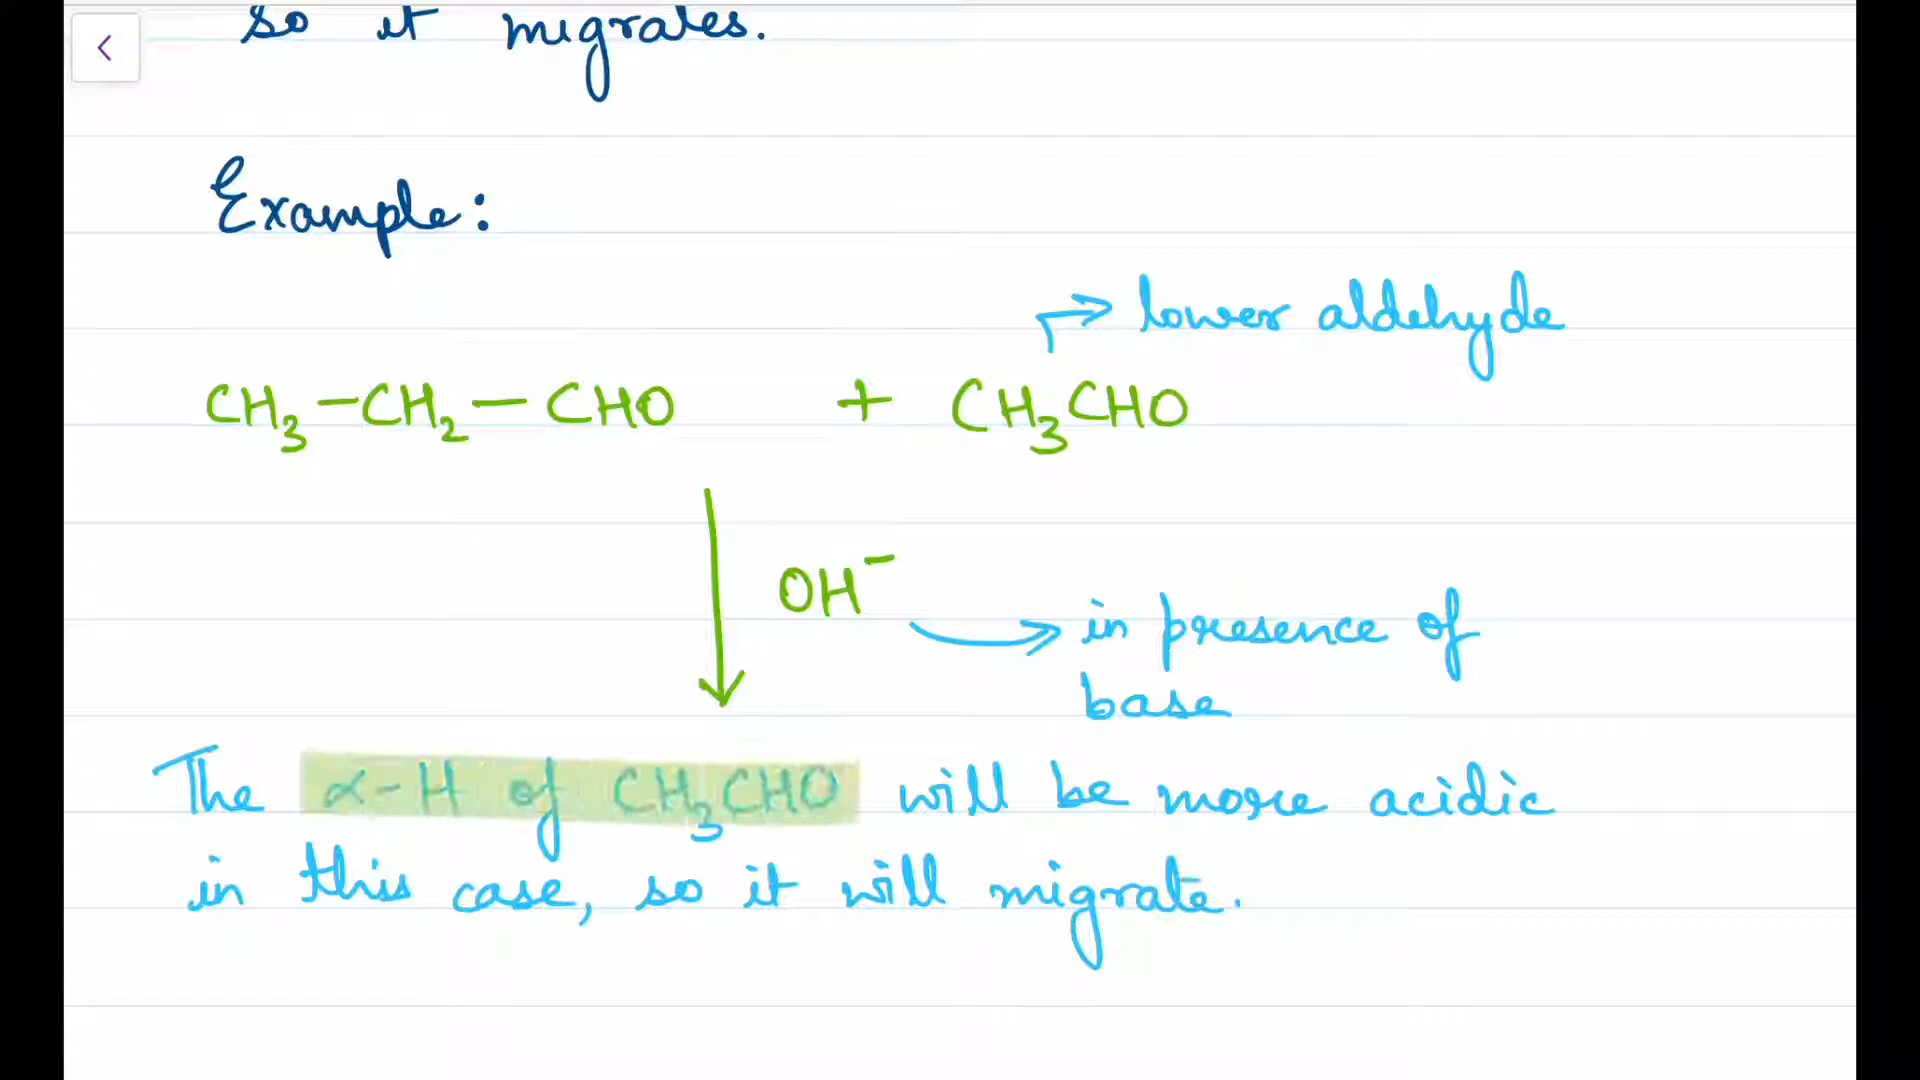 so it migrates.
Example:
→ lower aldehyde
CH₃-CH₂-CHO + CH₃CHO
OH⁻
→ in presence of
base
The α-H of CH₃CHO will be more acidic
in this case, so it will migrate.